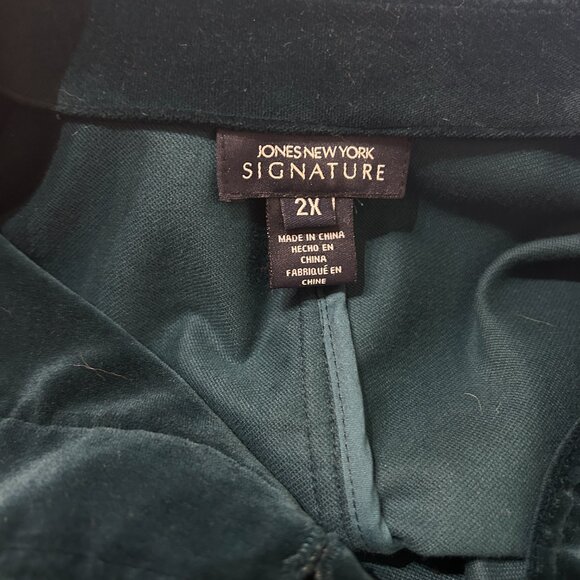 JONES NEW YORK
SIGNATURE
2X
MADE IN CHINA
HECHO EN
CHINA
FABRIQUÉ EN
CHINE